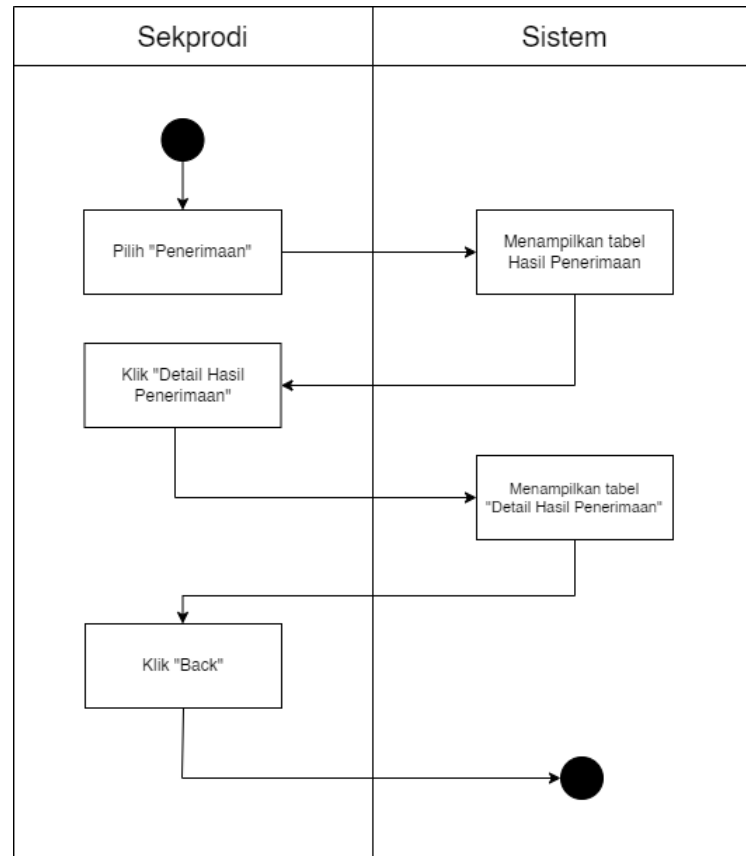 Sekprodi
Sistem
Pilih "Penerimaan"
Menampilkan tabel
Hasil Penerimaan
Klik "Detail Hasil
Penerimaan"
Menampilkan tabel
"Detail Hasil Penerimaan"
Klik "Back"